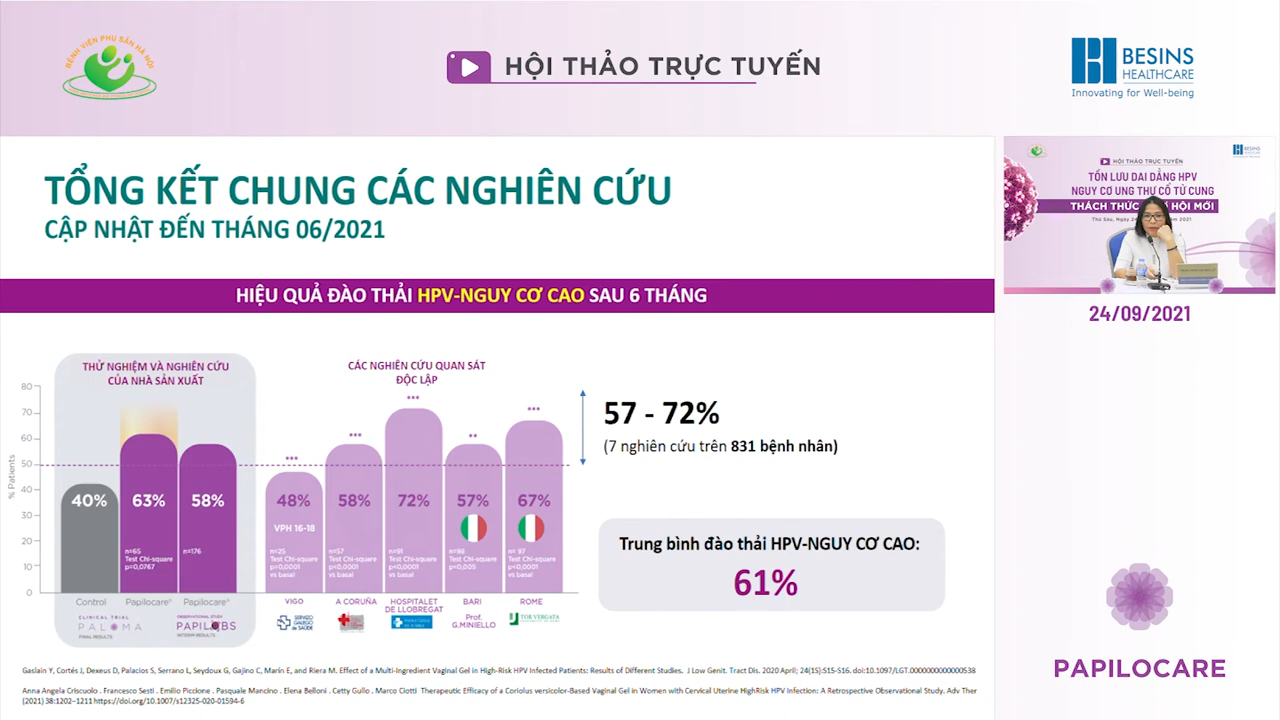 BỆNH VIỆN PHỤ SẢN HÀ NỘI
HỘI THẢO TRỰC TUYẾN
BESINS
HEALTHCARE
Innovating for Well-being
TỔNG KẾT CHUNG CÁC NGHIÊN CỨU
CẬP NHẬT ĐẾN THÁNG 06/2021
HIỆU QUẢ ĐÀO THẢI HPV-NGUY CƠ CAO SAU 6 THÁNG
THỬ NGHIỆM VÀ NGHIÊN CỨU
CỦA NHÀ SẢN XUẤT
CÁC NGHIÊN CỨU QUAN SÁT
ĐỘC LẬP
% Patients
80
70
60
50
40
30
20
10
0
***
***
***
**
***
40%
63%
58%
48%
58%
72%
57%
67%
VPH 16-18
n=65
Test Chi-square
p=0,0767
n=176
n=25
Test Chi-square
p<0,0001
vs basal
n=57
Test Chi-square
p<0,0001
vs basal
n=91
Test Chi-square
p<0,0001
vs basal
Test Chi-square
p=0,005
n= 97
Test Chi-square
p<0,0001
vs basal
Control
Papilocare®
Papilocare®
VIGO
A CORUÑA
HOSPITALET
DE LLOBREGAT
BARI
ROME
CLINICAL TRIAL
PALOMA
FINAL RESULTS
OBSERVATIONAL STUDY
PAPILOBS
INTERIM RESULTS
SERVIZO
GALEGO
de SAÚDE
Prof.
G.MINIELLO
TOR VERGATA
57 - 72%
(7 nghiên cứu trên 831 bệnh nhân)
Trung bình đào thải HPV-NGUY CƠ CAO:
61%
Gaslain Y, Cortés J, Dexeus D, Palacios S, Serrano L, Seydoux G, Gajino C, Marín E, and Riera M. Effect of a Multi-Ingredient Vaginal Gel in High-Risk HPV Infected Patients: Results of Different Studies. J Low Genit. Tract Dis. 2020 April; 24(1S):S15-S16. doi:10.1097/LGT.0000000000000538
Anna Angela Criscuolo . Francesco Sesti . Emilio Piccione . Pasquale Mancino . Elena Belloni . Cetty Gullo . Marco Ciotti Therapeutic Efficacy of a Coriolus versicolor-Based Vaginal Gel in Women with Cervical Uterine HighRisk HPV Infection: A Retrospective Observational Study. Adv Ther
(2021) 38:1202–1211 https://doi.org/10.1007/s12325-020-01594-6
HỘI THẢO TRỰC TUYẾN
BESINS
TỒN LƯU DAI DẲNG HPV
NGUY CƠ UNG THƯ CỔ TỬ CUNG
THÁCH THỨC HỘI MỚI
24/09/2021
PAPILOCARE